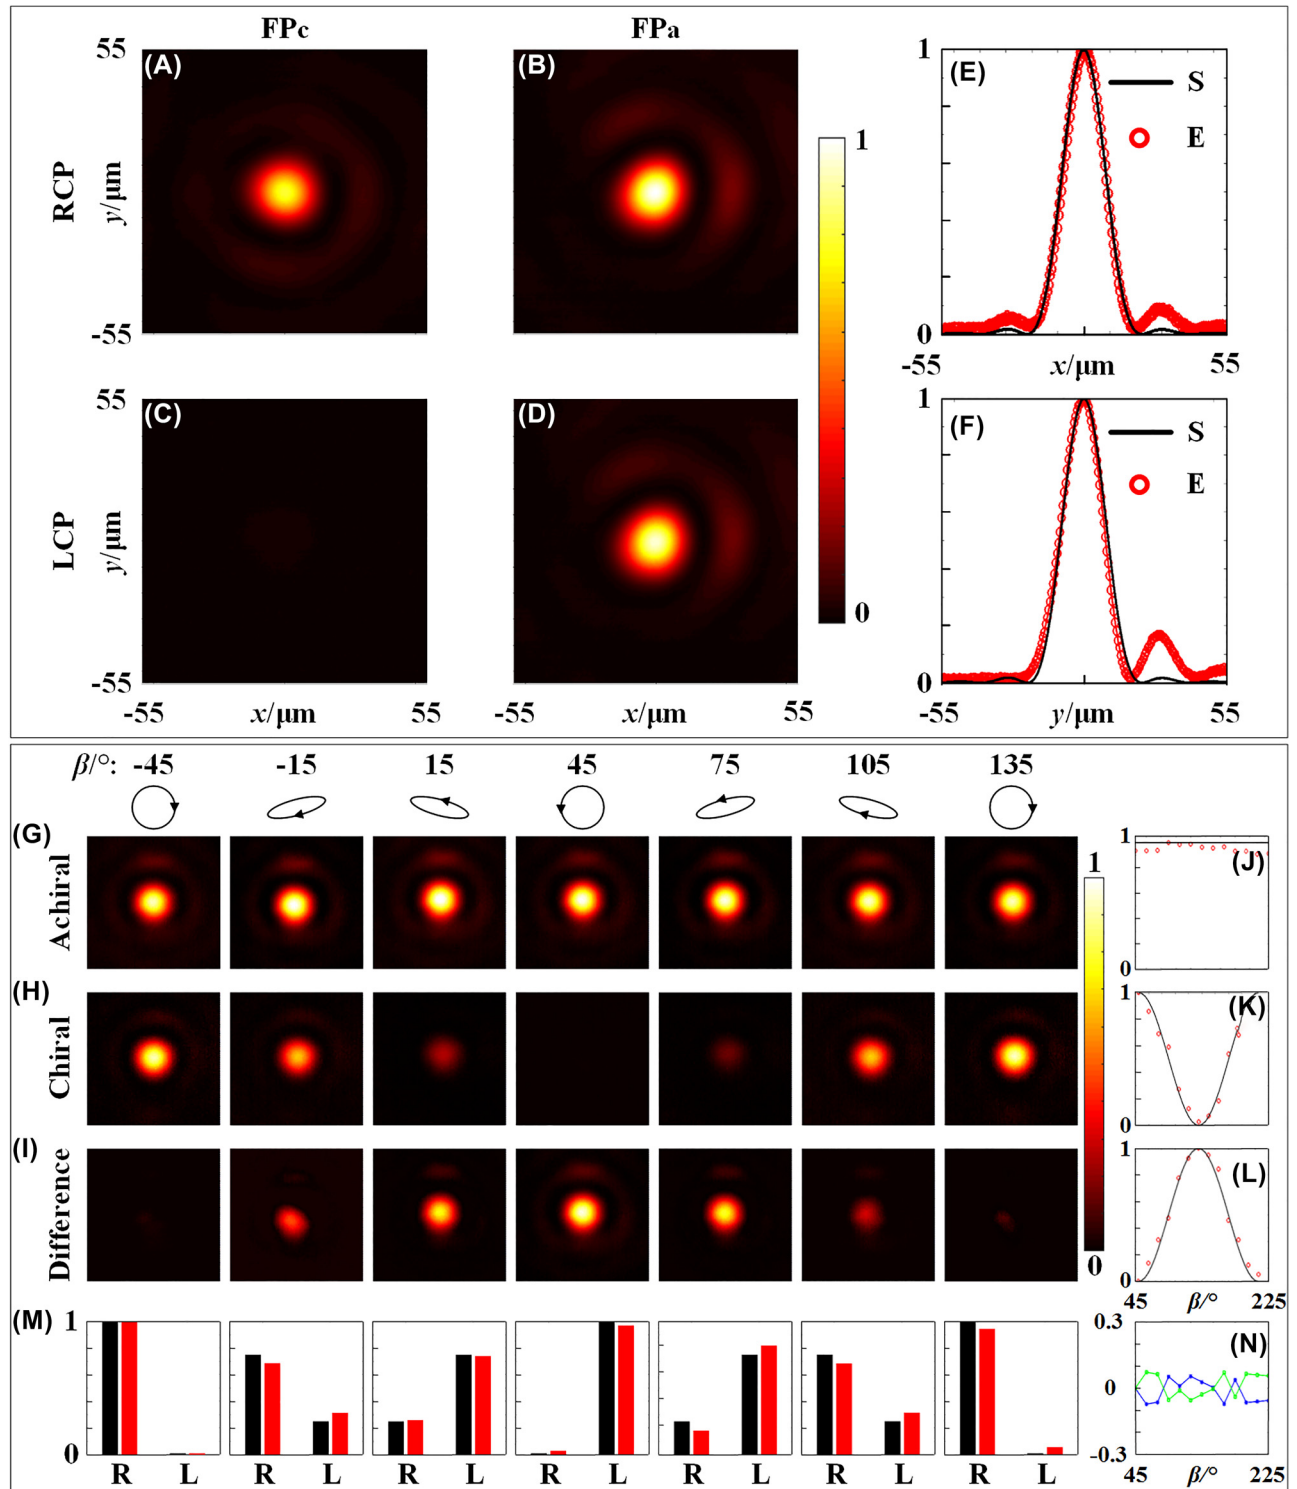 FPc FPa
55 (A) (B) 1 (E) S
E
RCP
y/μm
-55
1
0
0
-55 x/μm 55
55 (C) (D) 1 (F) S
E
LCP
y/μm
-55
0
-55 x/μm 55 -55 x/μm 55 -55 y/μm 55
β/°: -45 -15 15 45 75 105 135
(G) Achiral 1 1 (J)
0
(H) Chiral 1 (K)
0
(I) Difference 1 (L)
0 0
45 β/° 225
(M) 1 0.3 (N)
0
0 -0.3
R L R L R L R L R L R L R L 45 β/° 225